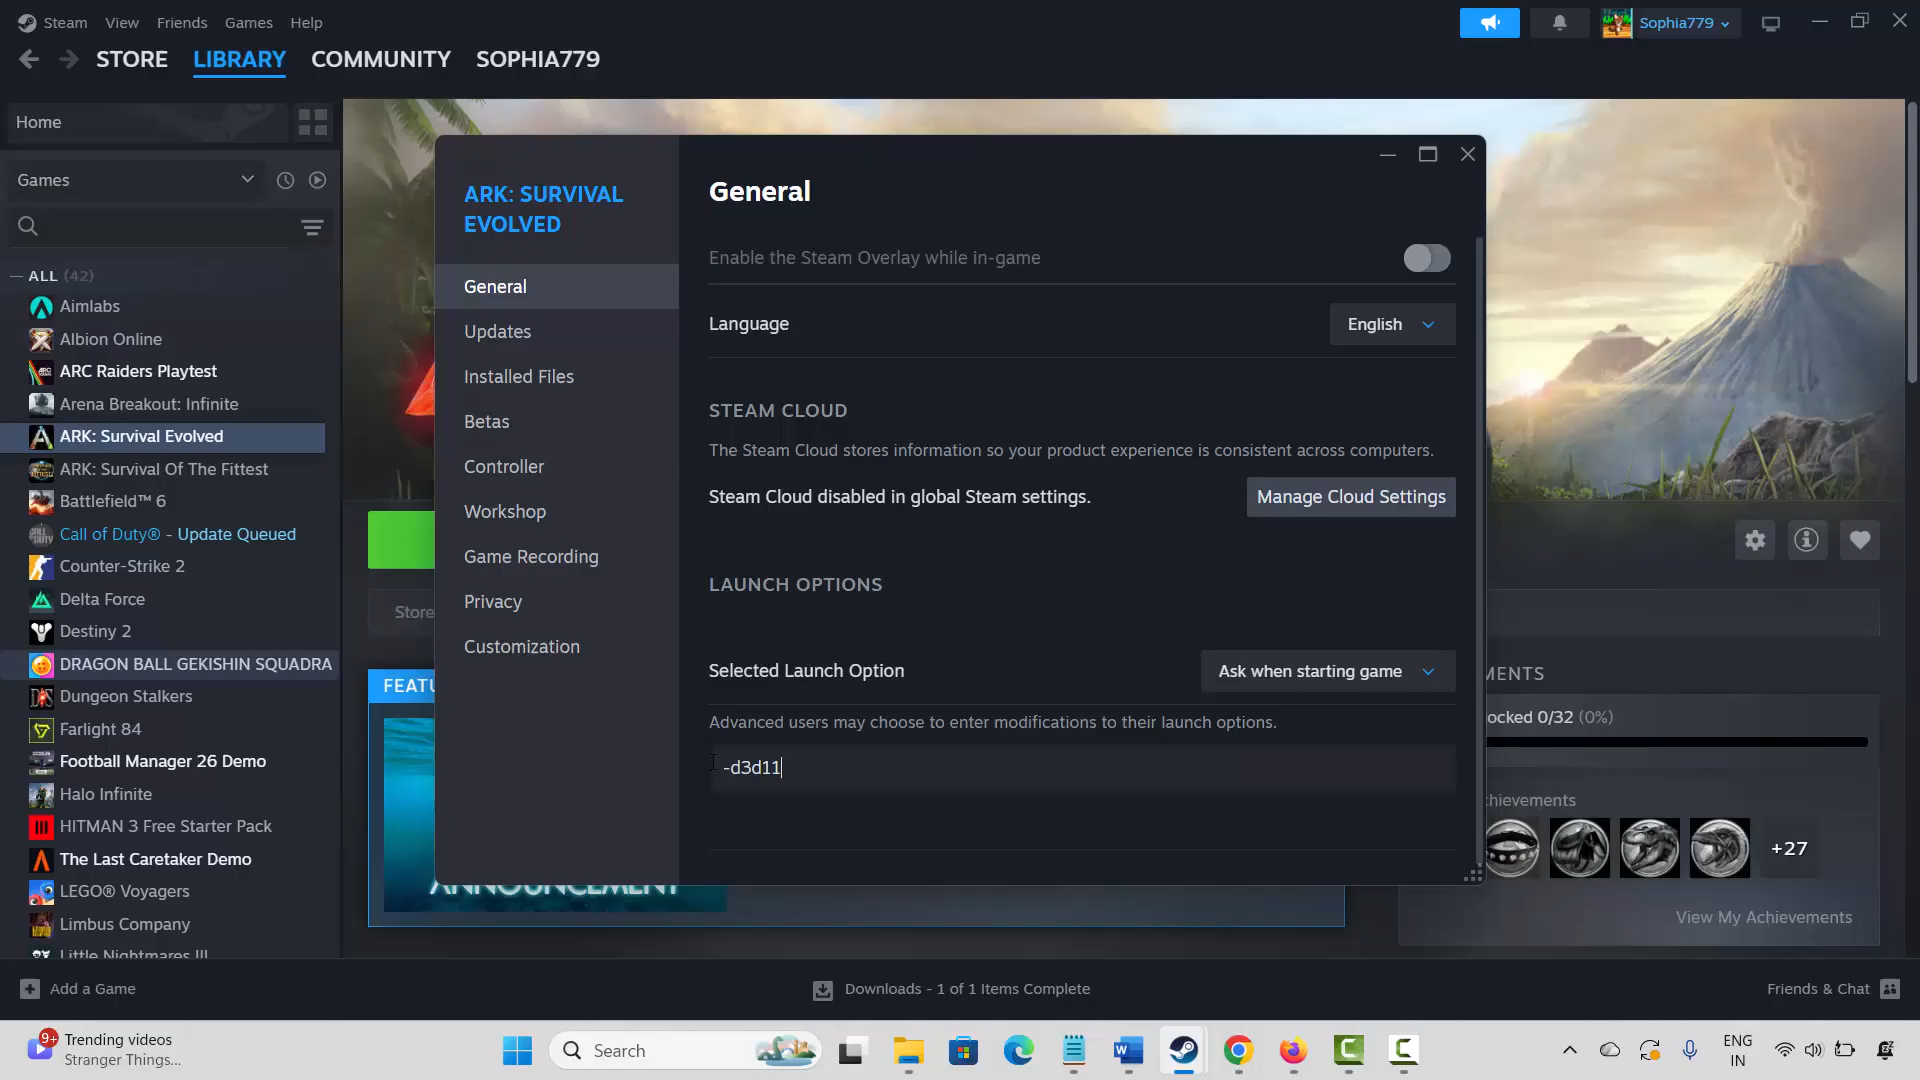 Steam View Friends Games Help
Sophia779
STORE LIBRARY COMMUNITY SOPHIA779
Home
Games
ALL (42)
Aimlabs
Albion Online
ARC Raiders Playtest
Arena Breakout: Infinite
ARK: Survival Evolved
ARK: Survival Of The Fittest
Battlefield™ 6
Call of Duty® - Update Queued
Counter-Strike 2
Delta Force
Destiny 2
DRAGON BALL GEKISHIN SQUADRA
Dungeon Stalkers
Farlight 84
Football Manager 26 Demo
Halo Infinite
HITMAN 3 Free Starter Pack
The Last Caretaker Demo
LEGO® Voyagers
Limbus Company
Little Nightmares III
ARK: SURVIVAL
EVOLVED
General
Updates
Installed Files
Betas
Controller
Workshop
Game Recording
Privacy
Customization
General
Enable the Steam Overlay while in-game
Language
English
STEAM CLOUD
The Steam Cloud stores information so your product experience is consistent across computers.
Steam Cloud disabled in global Steam settings.
Manage Cloud Settings
LAUNCH OPTIONS
Selected Launch Option
Ask when starting game
Advanced users may choose to enter modifications to their launch options.
-d3d11
Store
FEATU
ANNOUNCEMENT
MENTS
ocked 0/32 (0%)
chievements
+27
View My Achievements
Add a Game
Downloads - 1 of 1 Items Complete
Friends & Chat
9+
Trending videos
Stranger Things...
Search
ENG
IN